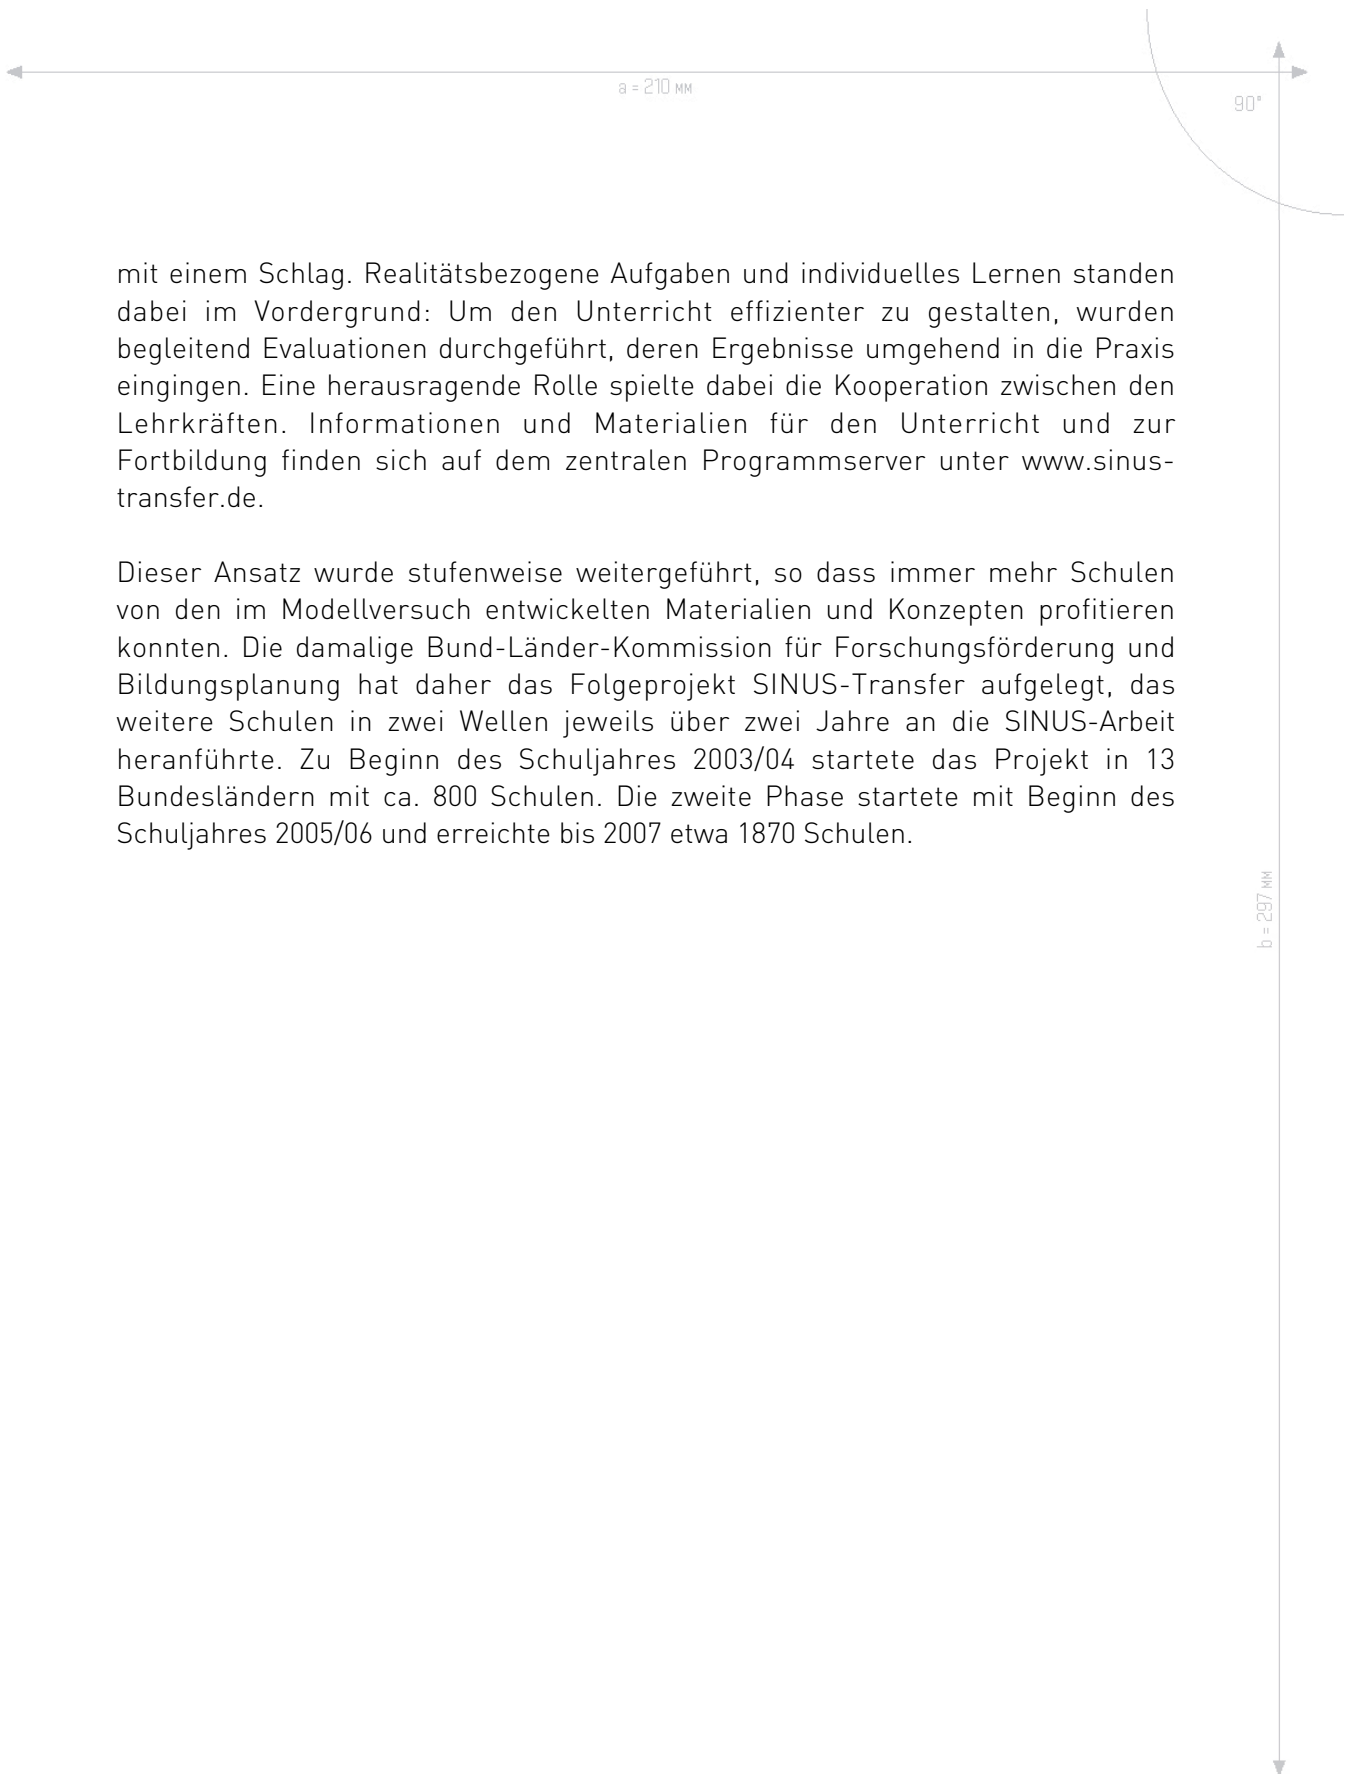 a = 210 MM
90°
mit einem Schlag. Realitätsbezogene Aufgaben und individuelles Lernen standen
dabei im Vordergrund: Um den Unterricht effizienter zu gestalten, wurden
begleitend Evaluationen durchgeführt, deren Ergebnisse umgehend in die Praxis
eingingen. Eine herausragende Rolle spielte dabei die Kooperation zwischen den
Lehrkräften. Informationen und Materialien für den Unterricht und zur
Fortbildung finden sich auf dem zentralen Programmserver unter www.sinus-
transfer.de.
Dieser Ansatz wurde stufenweise weitergeführt, so dass immer mehr Schulen
von den im Modellversuch entwickelten Materialien und Konzepten profitieren
konnten. Die damalige Bund-Länder-Kommission für Forschungsförderung und
Bildungsplanung hat daher das Folgeprojekt SINUS-Transfer aufgelegt, das
weitere Schulen in zwei Wellen jeweils über zwei Jahre an die SINUS-Arbeit
heranführte. Zu Beginn des Schuljahres 2003/04 startete das Projekt in 13
Bundesländern mit ca. 800 Schulen. Die zweite Phase startete mit Beginn des
Schuljahres 2005/06 und erreichte bis 2007 etwa 1870 Schulen.
b = 297 MM